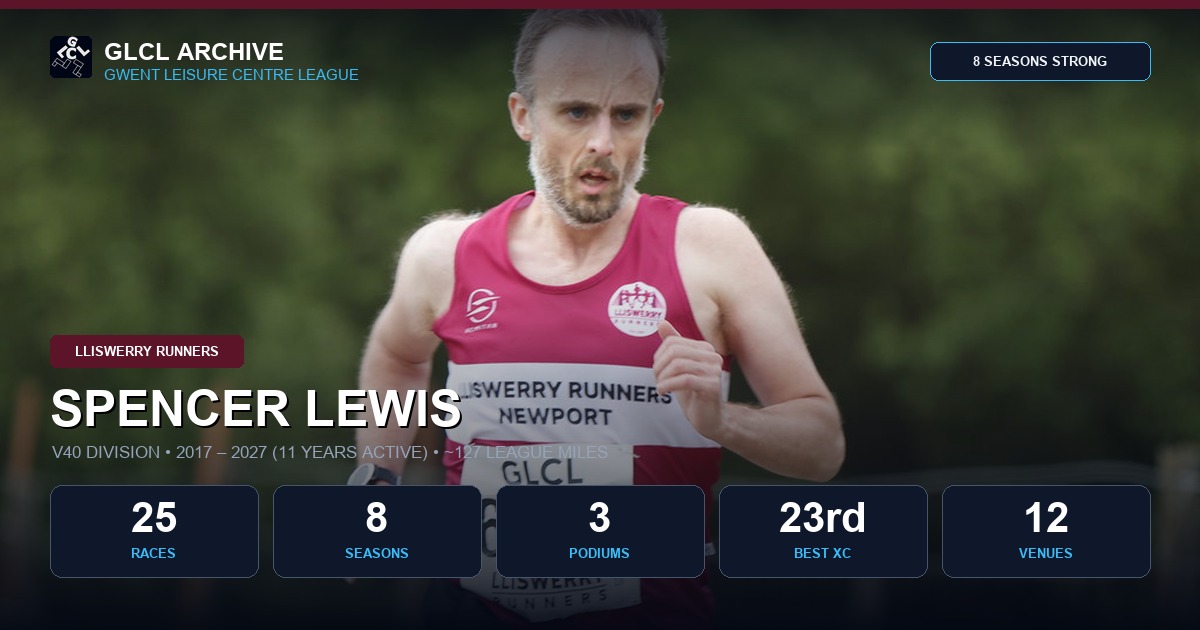 GLCL ARCHIVE
GWENT LEISURE CENTRE LEAGUE
8 SEASONS STRONG
LLISWERRY
RUNNERS
LLISWERRY RUNNERS
NEWPORT
LLISWERRY RUNNERS
SPENCER LEWIS
V40 DIVISION • 2017 – 2027 (11 YEARS ACTIVE) • ~127 LEAGUE MILES
GLCL
25
RACES
8
SEASONS
3
PODIUMS
23rd
BEST XC
12
VENUES
LLISWERRY
RUNNERS